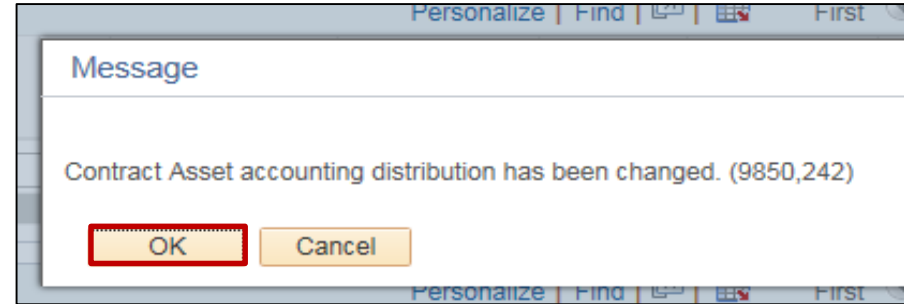 Personalize | Find | | First
Message
Contract Asset accounting distribution has been changed. (9850,242)
OK Cancel
Personalize | Find | | First